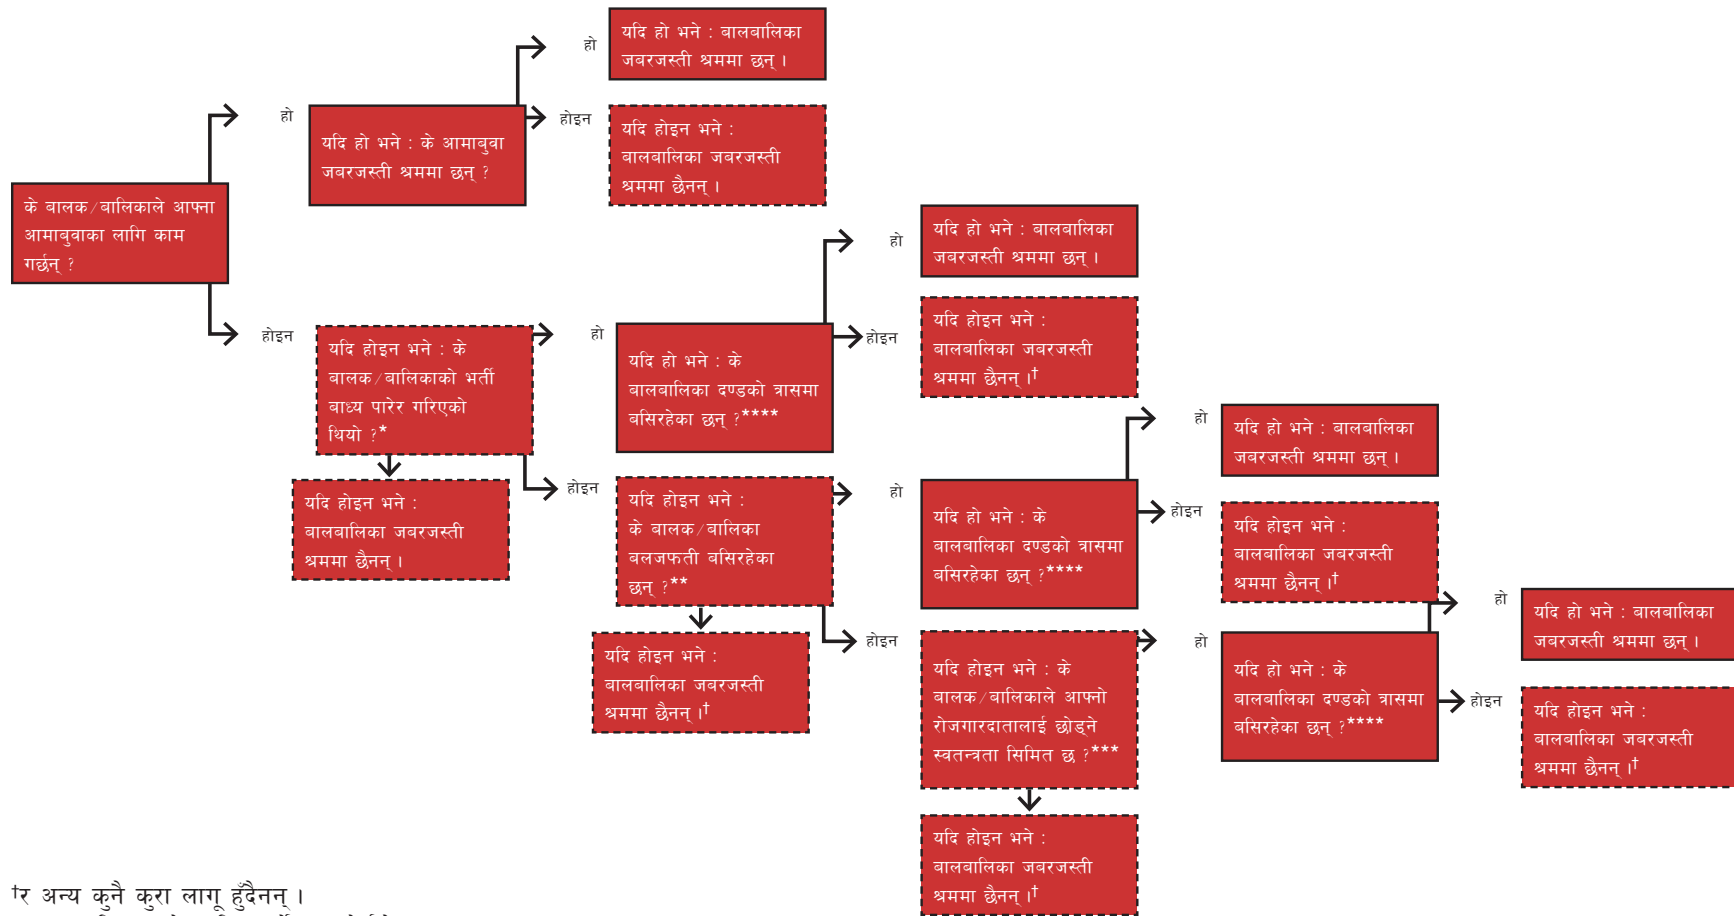 हो
यदि हो भने : बालबालिका
जबरजस्ती श्रममा छन् ।
हो
यदि हो भने : के आमाबुवा
जबरजस्ती श्रममा छन् ?
होइन
यदि होइन भने :
बालबालिका जबरजस्ती
श्रममा छैनन् ।
के बालक/बालिकाले आफ्ना
आमाबुवाका लागि काम
गर्छन् ?
होइन
यदि होइन भने : के
बालक/बालिकाको भर्ती
बाध्य पारेर गरिएको
थियो ?*
हो
यदि हो भने : के
बालबालिका दण्डको त्रासमा
बसिरहेका छन् ?****
हो
यदि हो भने : बालबालिका
जबरजस्ती श्रममा छन् ।
होइन
यदि होइन भने :
बालबालिका जबरजस्ती
श्रममा छैनन् ।†
यदि होइन भने :
बालबालिका जबरजस्ती
श्रममा छैनन् ।
होइन
यदि होइन भने :
के बालक/बालिका
बलजफती बसिरहेका
छन् ?**
हो
यदि हो भने : के
बालबालिका दण्डको त्रासमा
बसिरहेका छन् ?****
हो
यदि हो भने : बालबालिका
जबरजस्ती श्रममा छन् ।
होइन
यदि होइन भने :
बालबालिका जबरजस्ती
श्रममा छैनन् ।†
यदि होइन भने :
बालबालिका जबरजस्ती
श्रममा छैनन् ।†
होइन
यदि होइन भने : के
बालक/बालिकाले आफ्नो
रोजगारदातालाई छोड्ने
स्वतन्त्रता सिमित छ ?***
हो
यदि हो भने : के
बालबालिका दण्डको त्रासमा
बसिरहेका छन् ?****
हो
यदि हो भने : बालबालिका
जबरजस्ती श्रममा छन् ।
होइन
यदि होइन भने :
बालबालिका जबरजस्ती
श्रममा छैनन् ।†
यदि होइन भने :
बालबालिका जबरजस्ती
श्रममा छैनन् ।†
†र अन्य कुनै कुरा लागू हुँदैनन् ।